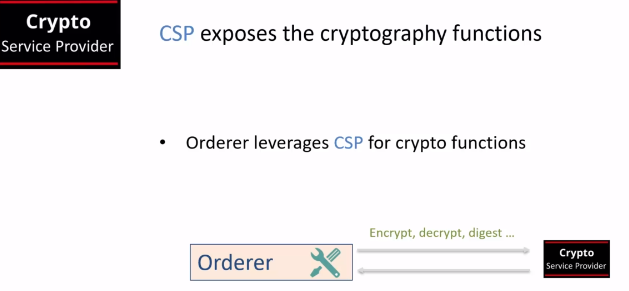 Crypto
Service Provider
CSP exposes the cryptography functions
• Orderer leverages CSP for crypto functions
Encrypt, decrypt, digest ...
Orderer
Crypto
Service Provider